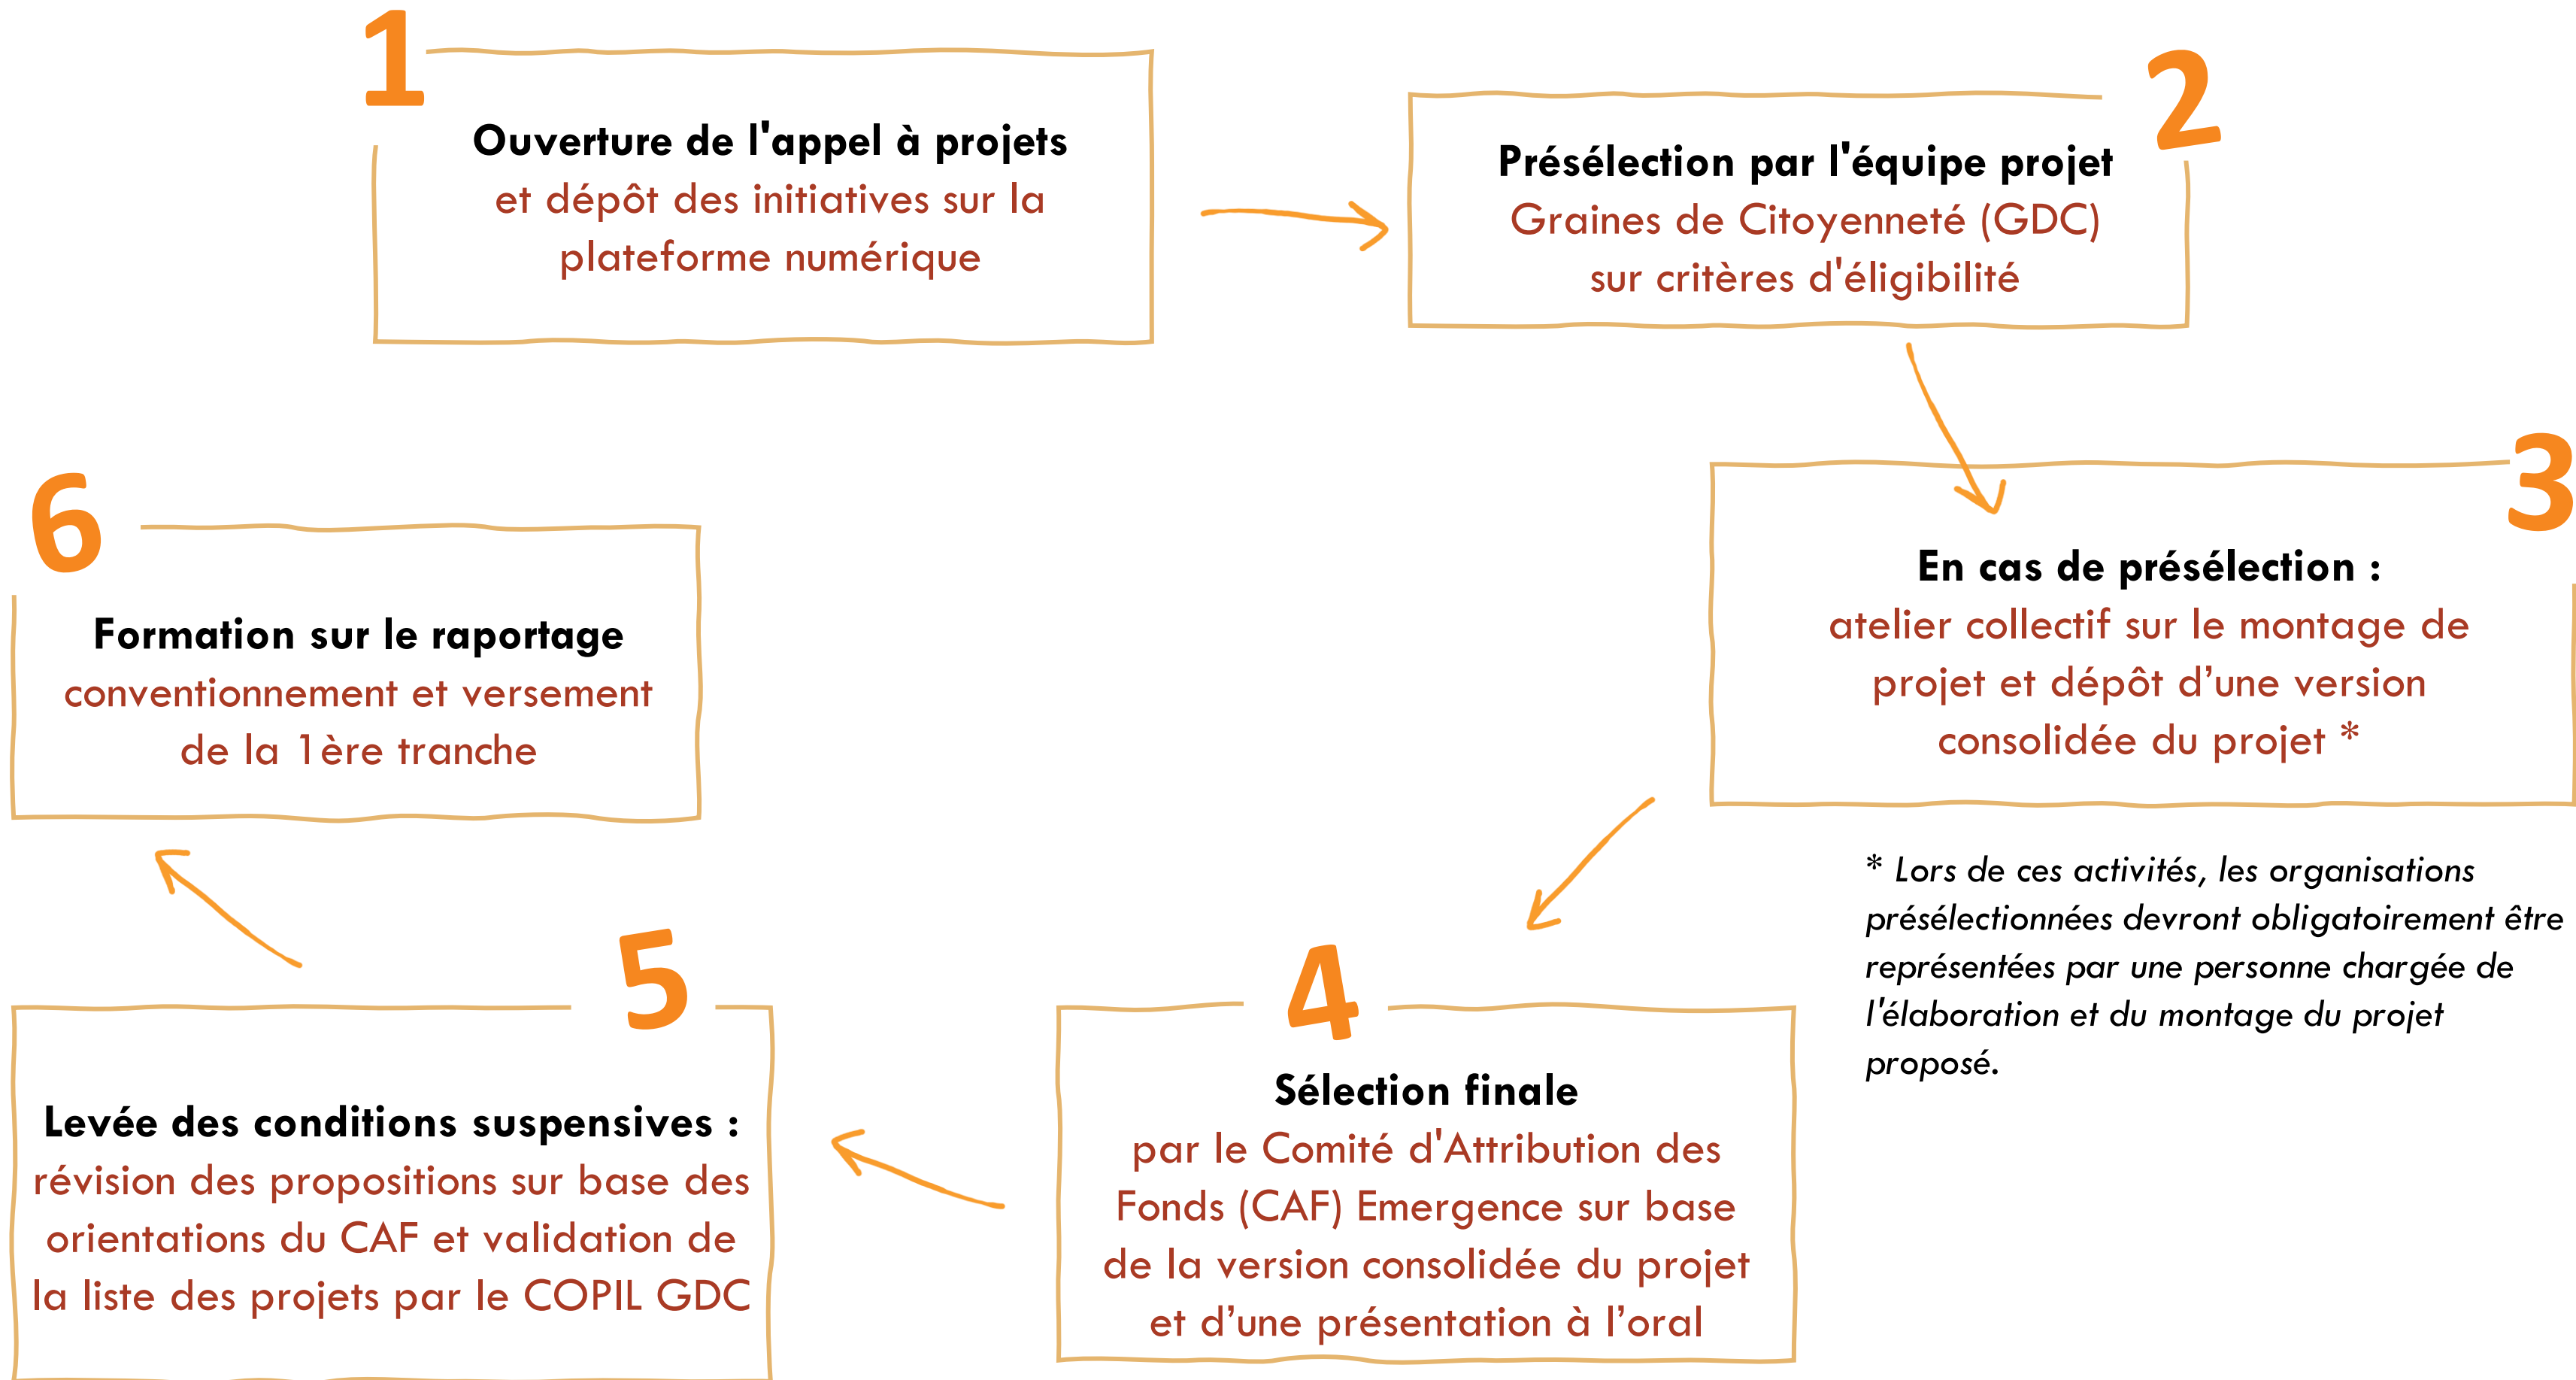 1
Ouverture de l'appel à projets
et dépôt des initiatives sur la
plateforme numérique
2
Présélection par l'équipe projet
Graines de Citoyenneté (GDC)
sur critères d'éligibilité
3
En cas de présélection :
atelier collectif sur le montage de
projet et dépôt d’une version
consolidée du projet *
* Lors de ces activités, les organisations
présélectionnées devront obligatoirement être
représentées par une personne chargée de
l'élaboration et du montage du projet
proposé.
4
Sélection finale
par le Comité d'Attribution des
Fonds (CAF) Emergence sur base
de la version consolidée du projet
et d’une présentation à l’oral
5
Levée des conditions suspensives :
révision des propositions sur base des
orientations du CAF et validation de
la liste des projets par le COPIL GDC
6
Formation sur le raportage
conventionnement et versement
de la 1ère tranche